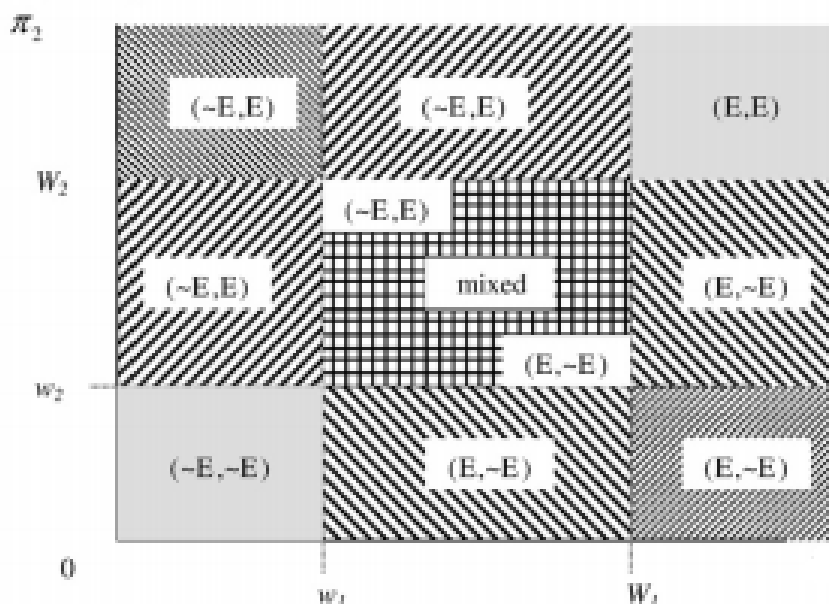 π₂
(~E,E) (~E,E) (E,E)
W₂
(~E,E)
(~E,E) mixed (E,~E)
(E,~E)
w₂
(~E,~E) (E,~E) (E,~E)
0
w₁ W₁